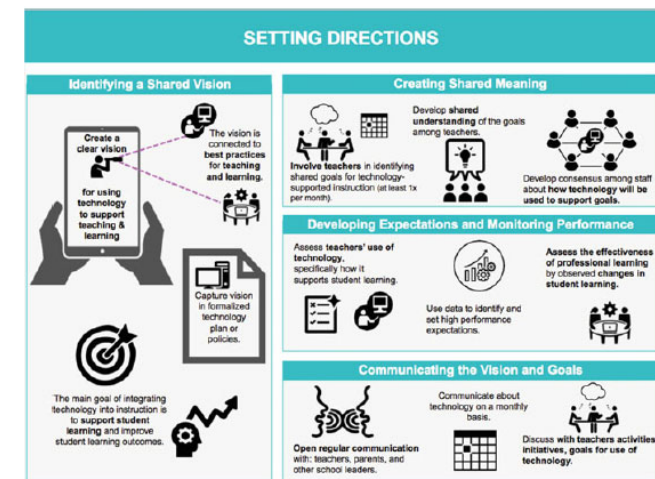 SETTING DIRECTIONS
Identifying a Shared Vision
Create a
clear vision
for using
technology
to support
teaching &
learning
The vision is
connected to
best practices
for teaching
and learning.
Capture vision
in formalized
technology
plan or
policies.
The main goal of integrating
technology into instruction is
to support student
learning and improve
student learning outcomes.
Creating Shared Meaning
Involve teachers in identifying
shared goals for technology-
supported instruction (at least 1x
per month).
Develop shared
understanding of the goals
among teachers.
Develop consensus among staff
about how technology will be
used to support goals.
Developing Expectations and Monitoring Performance
Assess teachers' use of
technology,
specifically how it
supports student learning.
Use data to identify and
set high performance
expectations.
Assess the effectiveness
of professional learning
by observed changes in
student learning.
Communicating the Vision and Goals
Open regular communication
with: teachers, parents, and
other school leaders.
Communicate about
technology on a monthly
basis.
Discuss with teachers activities
initiatives, goals for use of
technology.